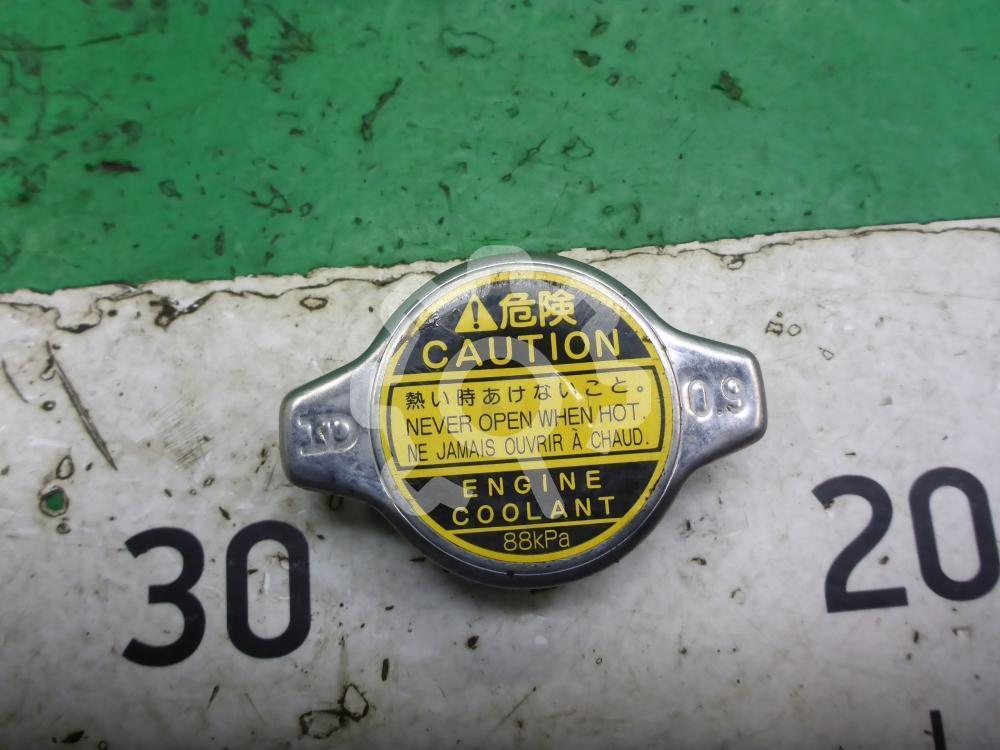 危険
CAUTION
熱い時あけないこと。
NEVER OPEN WHEN HOT.
NE JAMAIS OUVRIR À CHAUD.
ENGINE
COOLANT
88kPa
0.9
30
20